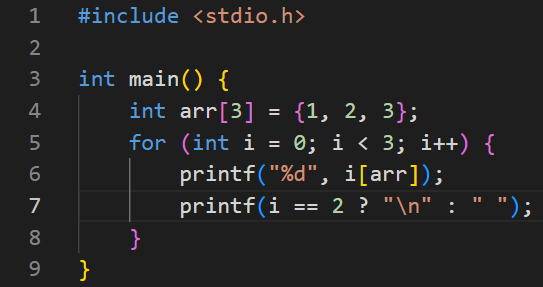 1 #include <stdio.h>
2
3 int main() {
4     int arr[3] = {1, 2, 3};
5     for (int i = 0; i < 3; i++) {
6         printf("%d", i[arr]);
7         printf(i == 2 ? "\n" : " ");
8     }
9 }